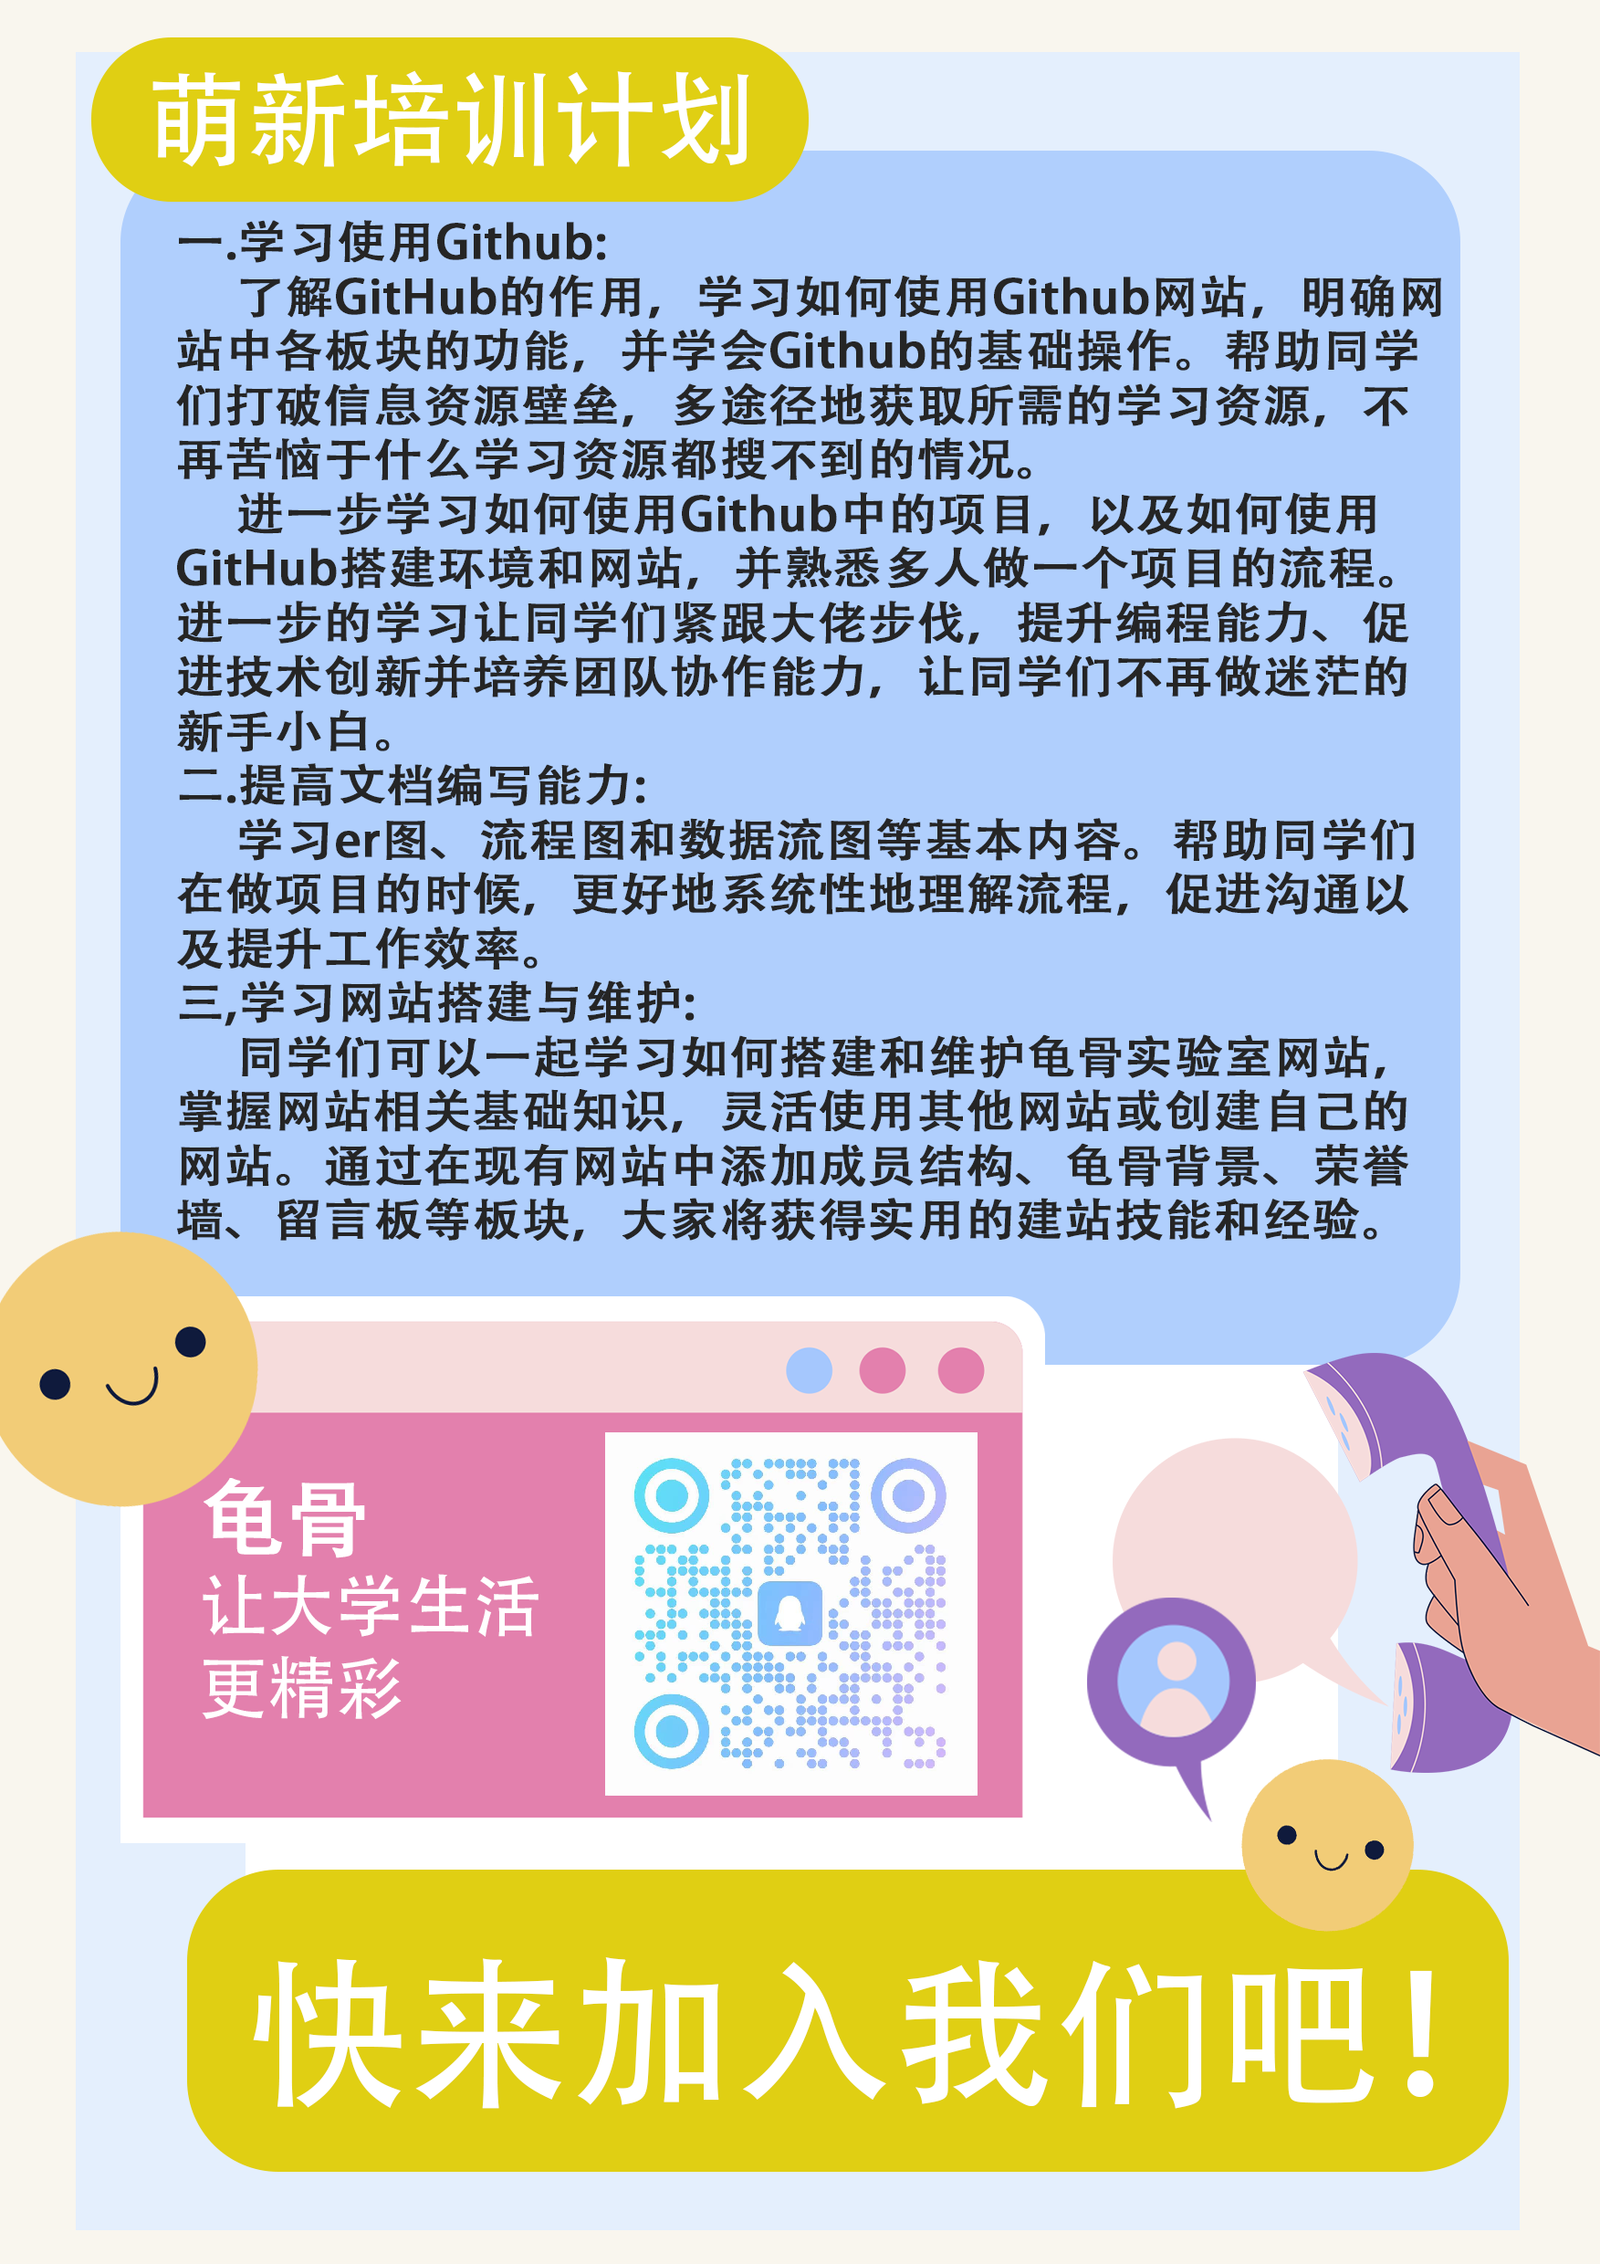 萌新培训计划
一.学习使用Github:
了解GitHub的作用，学习如何使用Github网站，明确网
站中各板块的功能，并学会Github的基础操作。帮助同学
们打破信息资源壁垒，多途径地获取所需的学习资源，不
再苦恼于什么学习资源都搜不到的情况。
进一步学习如何使用Github中的项目，以及如何使用
GitHub搭建环境和网站，并熟悉多人做一个项目的流程。
进一步的学习让同学们紧跟大佬步伐，提升编程能力、促
进技术创新并培养团队协作能力，让同学们不再做迷茫的
新手小白。
二.提高文档编写能力:
学习er图、流程图和数据流图等基本内容。帮助同学们
在做项目的时候，更好地系统性地理解流程，促进沟通以
及提升工作效率。
三,学习网站搭建与维护:
同学们可以一起学习如何搭建和维护龟骨实验室网站，
掌握网站相关基础知识，灵活使用其他网站或创建自己的
网站。通过在现有网站中添加成员结构、龟骨背景、荣誉
墙、留言板等板块，大家将获得实用的建站技能和经验。
龟骨
让大学生活
更精彩
快来加入我们吧！